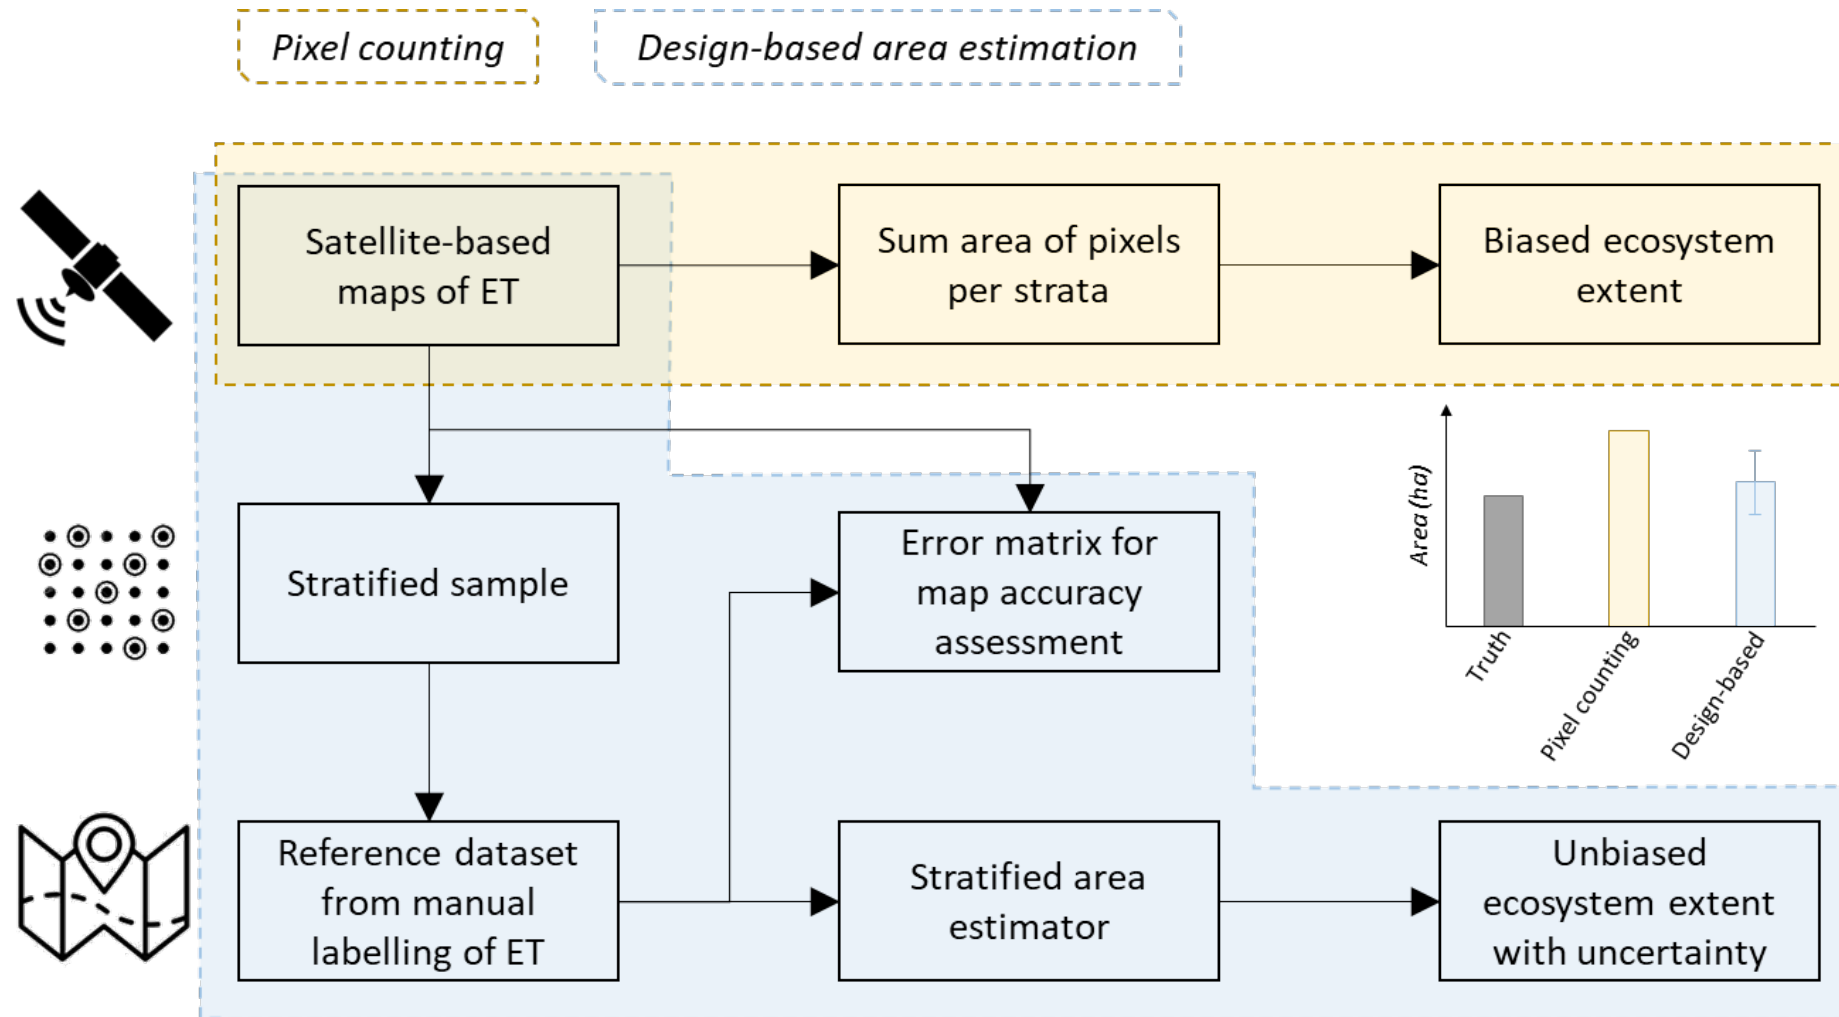 Pixel counting
Design-based area estimation
Satellite-based
maps of ET
Sum area of pixels
per strata
Biased ecosystem
extent
Stratified sample
Error matrix for
map accuracy
assessment
Area (ha)
Truth
Pixel counting
Design-based
Reference dataset
from manual
labelling of ET
Stratified area
estimator
Unbiased
ecosystem extent
with uncertainty